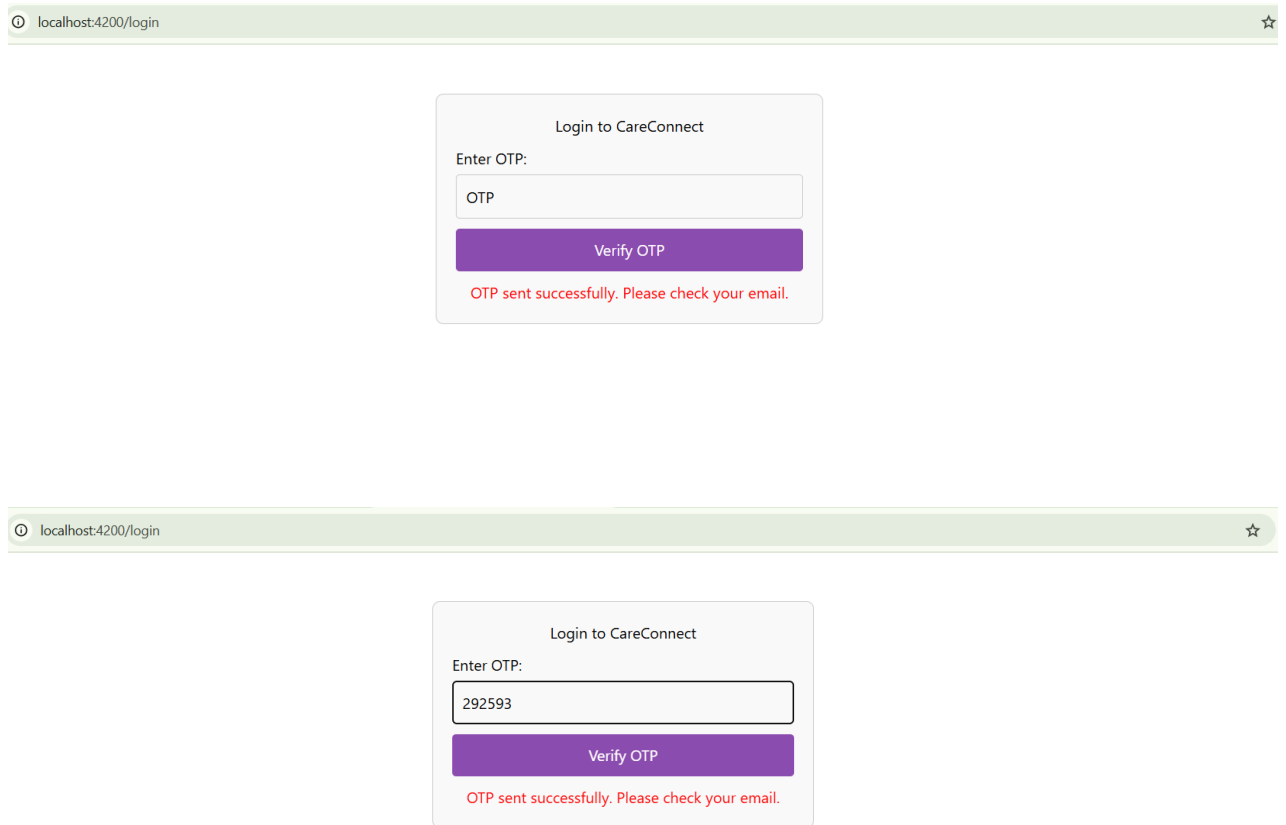 localhost:4200/login
Login to CareConnect
Enter OTP:
OTP
Verify OTP
OTP sent successfully. Please check your email.
localhost:4200/login
Login to CareConnect
Enter OTP:
292593
Verify OTP
OTP sent successfully. Please check your email.